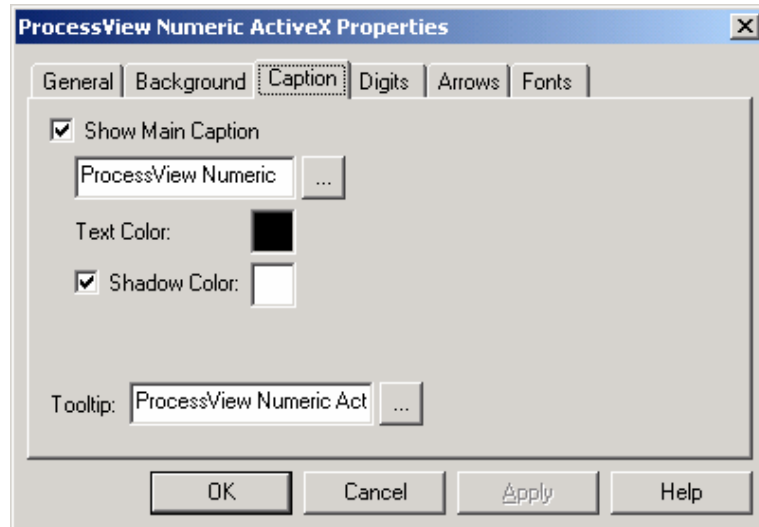 ProcessView Numeric ActiveX Properties
General Background Caption Digits Arrows Fonts
Show Main Caption
ProcessView Numeric ...
Text Color:
Shadow Color:
Tooltip: ProcessView Numeric Act ...
OK Cancel Apply Help